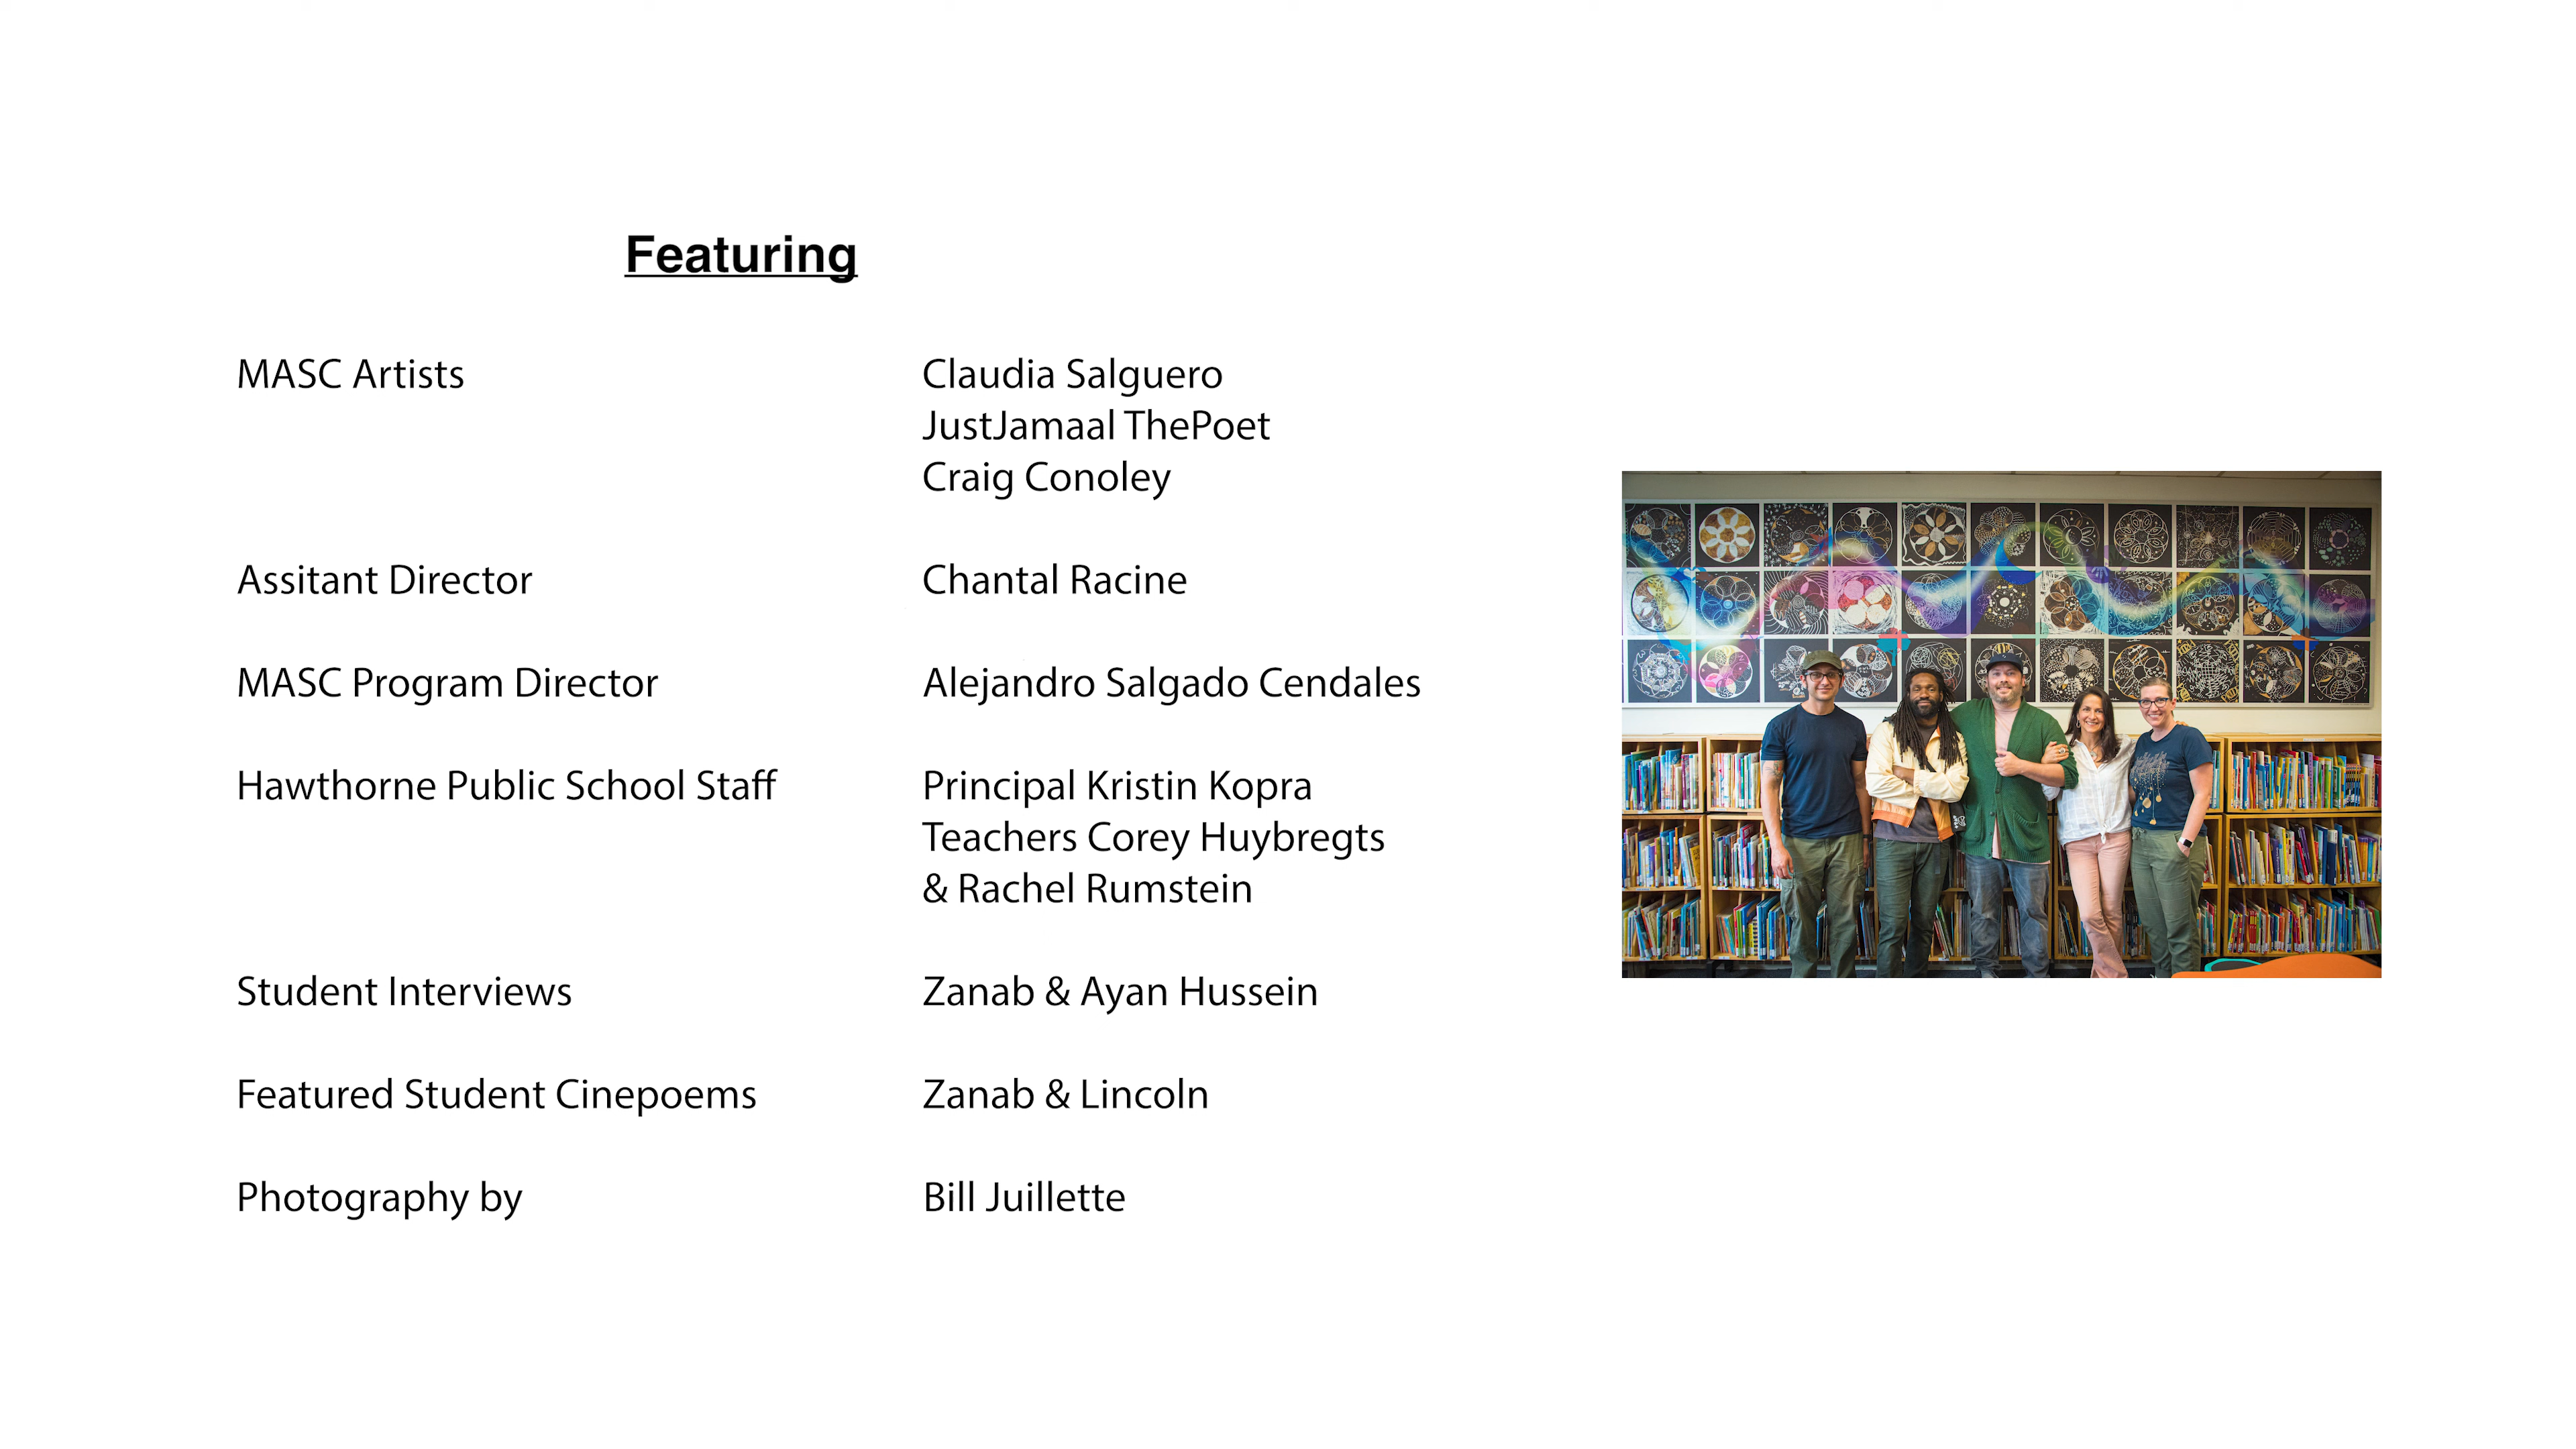 Featuring
MASC Artists Claudia Salguero
JustJamaal ThePoet
Craig Conoley
Assitant Director Chantal Racine
MASC Program Director Alejandro Salgado Cendales
Hawthorne Public School Staff Principal Kristin Kopra
Teachers Corey Huybregts
& Rachel Rumstein
Student Interviews Zanab & Ayan Hussein
Featured Student Cinepoems Zanab & Lincoln
Photography by Bill Juillette